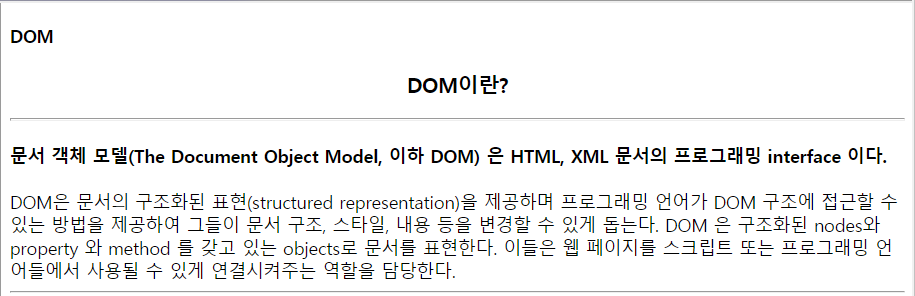 DOM
DOM이란?
문서 객체 모델(The Document Object Model, 이하 DOM) 은 HTML, XML 문서의 프로그래밍 interface 이다.
DOM은 문서의 구조화된 표현(structured representation)을 제공하며 프로그래밍 언어가 DOM 구조에 접근할 수
있는 방법을 제공하여 그들이 문서 구조, 스타일, 내용 등을 변경할 수 있게 돕는다. DOM 은 구조화된 nodes와
property 와 method 를 갖고 있는 objects로 문서를 표현한다. 이들은 웹 페이지를 스크립트 또는 프로그래밍 언
어들에서 사용될 수 있게 연결시켜주는 역할을 담당한다.